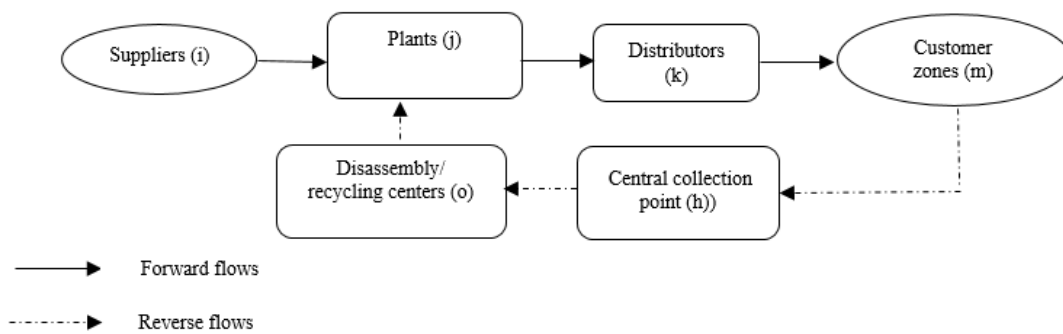 Suppliers (i)
Plants (j)
Distributors
(k)
Customer
zones (m)
Disassembly/
recycling centers (o)
Central collection
point (h))
Forward flows
Reverse flows